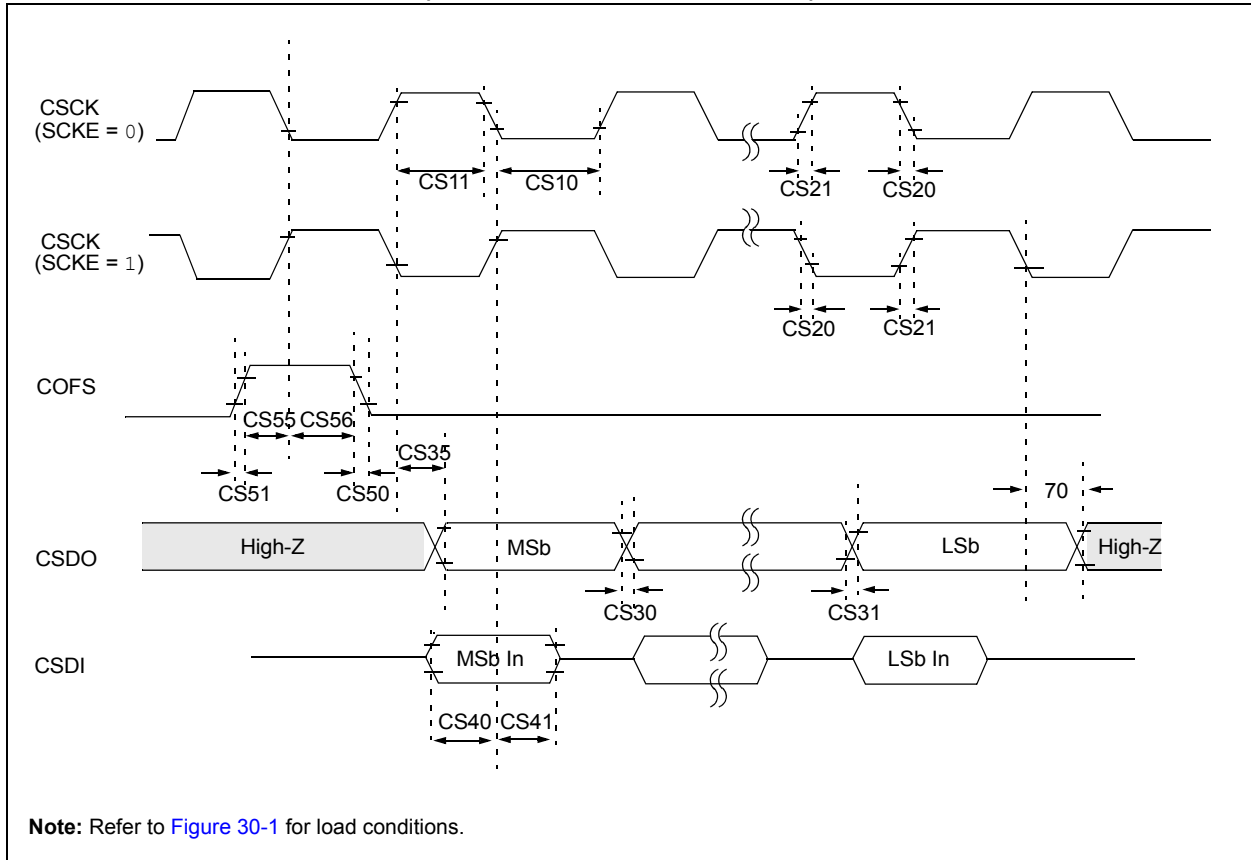 CSCK
(SCKE = 0)
CS11
CS10
CS21
CS20
CSCK
(SCKE = 1)
CS20
CS21
COFS
CS55
CS56
CS35
CS51
CS50
70
CSDO
High-Z
MSb
LSb
High-Z
CS30
CS31
CSDI
MSb In
LSb In
CS40
CS41
Note: Refer to Figure 30-1 for load conditions.